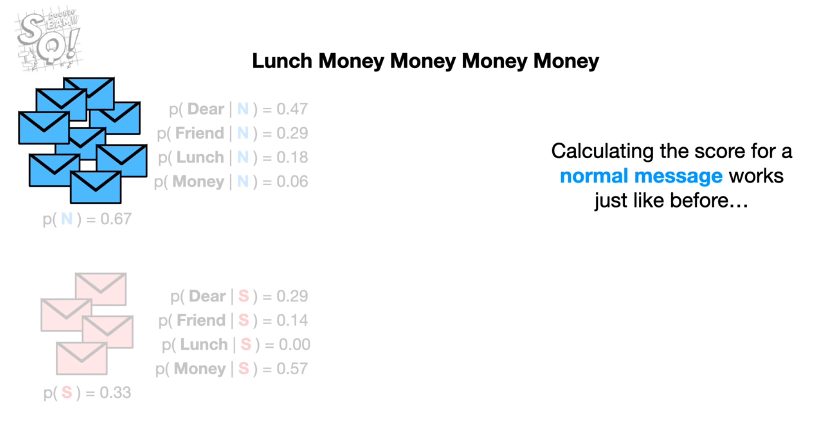 Lunch Money Money Money Money
p( Dear | N ) = 0.47
p( Friend | N ) = 0.29
p( Lunch | N ) = 0.18
p( Money | N ) = 0.06
p( N ) = 0.67
Calculating the score for a
normal message works
just like before…
p( Dear | S ) = 0.29
p( Friend | S ) = 0.14
p( Lunch | S ) = 0.00
p( Money | S ) = 0.57
p( S ) = 0.33